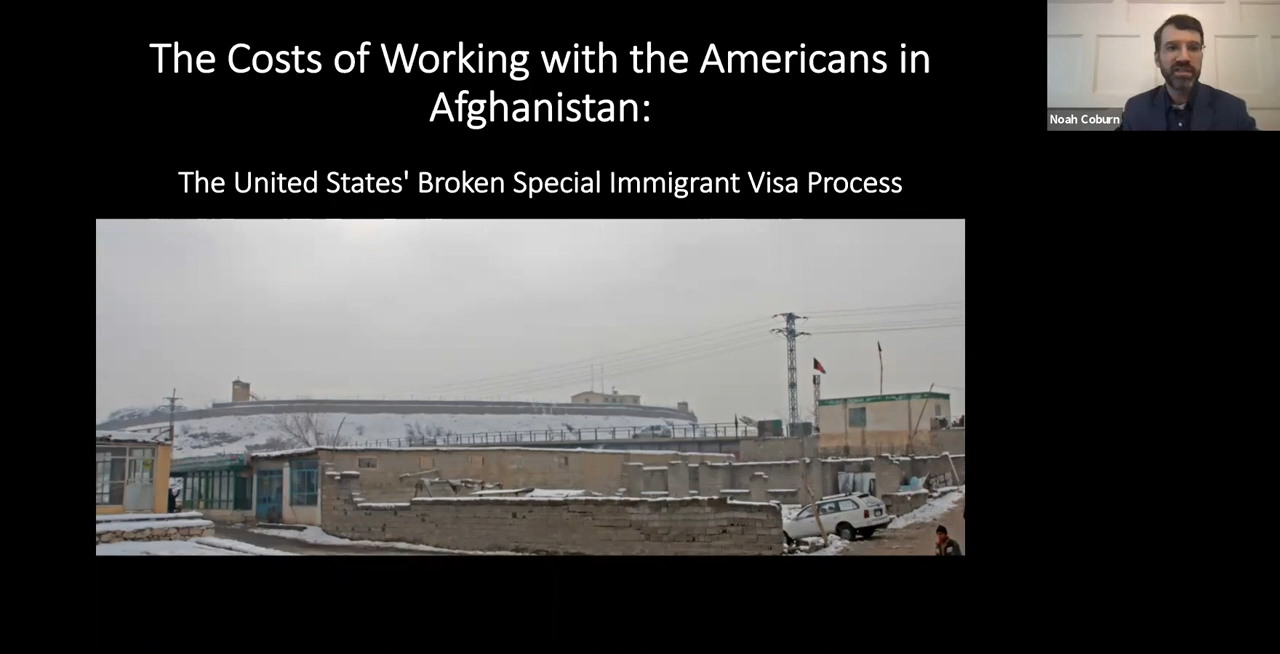 The Costs of Working with the Americans in
Afghanistan:
The United States' Broken Special Immigrant Visa Process
Noah Coburn